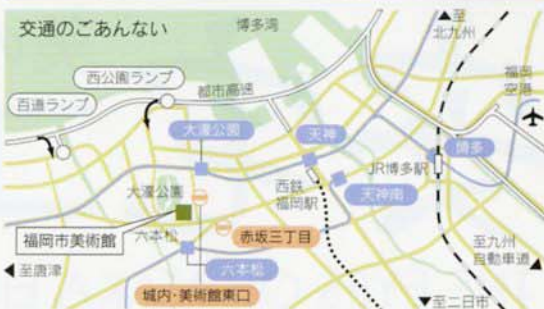 交通のごあんない
博多湾
▲至
北九州
西公園ランプ
福岡
空港
百道ランプ
都市高速
大濠公園
天神
博多
JR博多駅
大濠公園
西鉄
福岡駅
天神南
福岡市美術館
六本松
赤坂三丁目
至九州
自動車道▲
◀至唐津
六本松
城内·美術館東口
▼至二日市